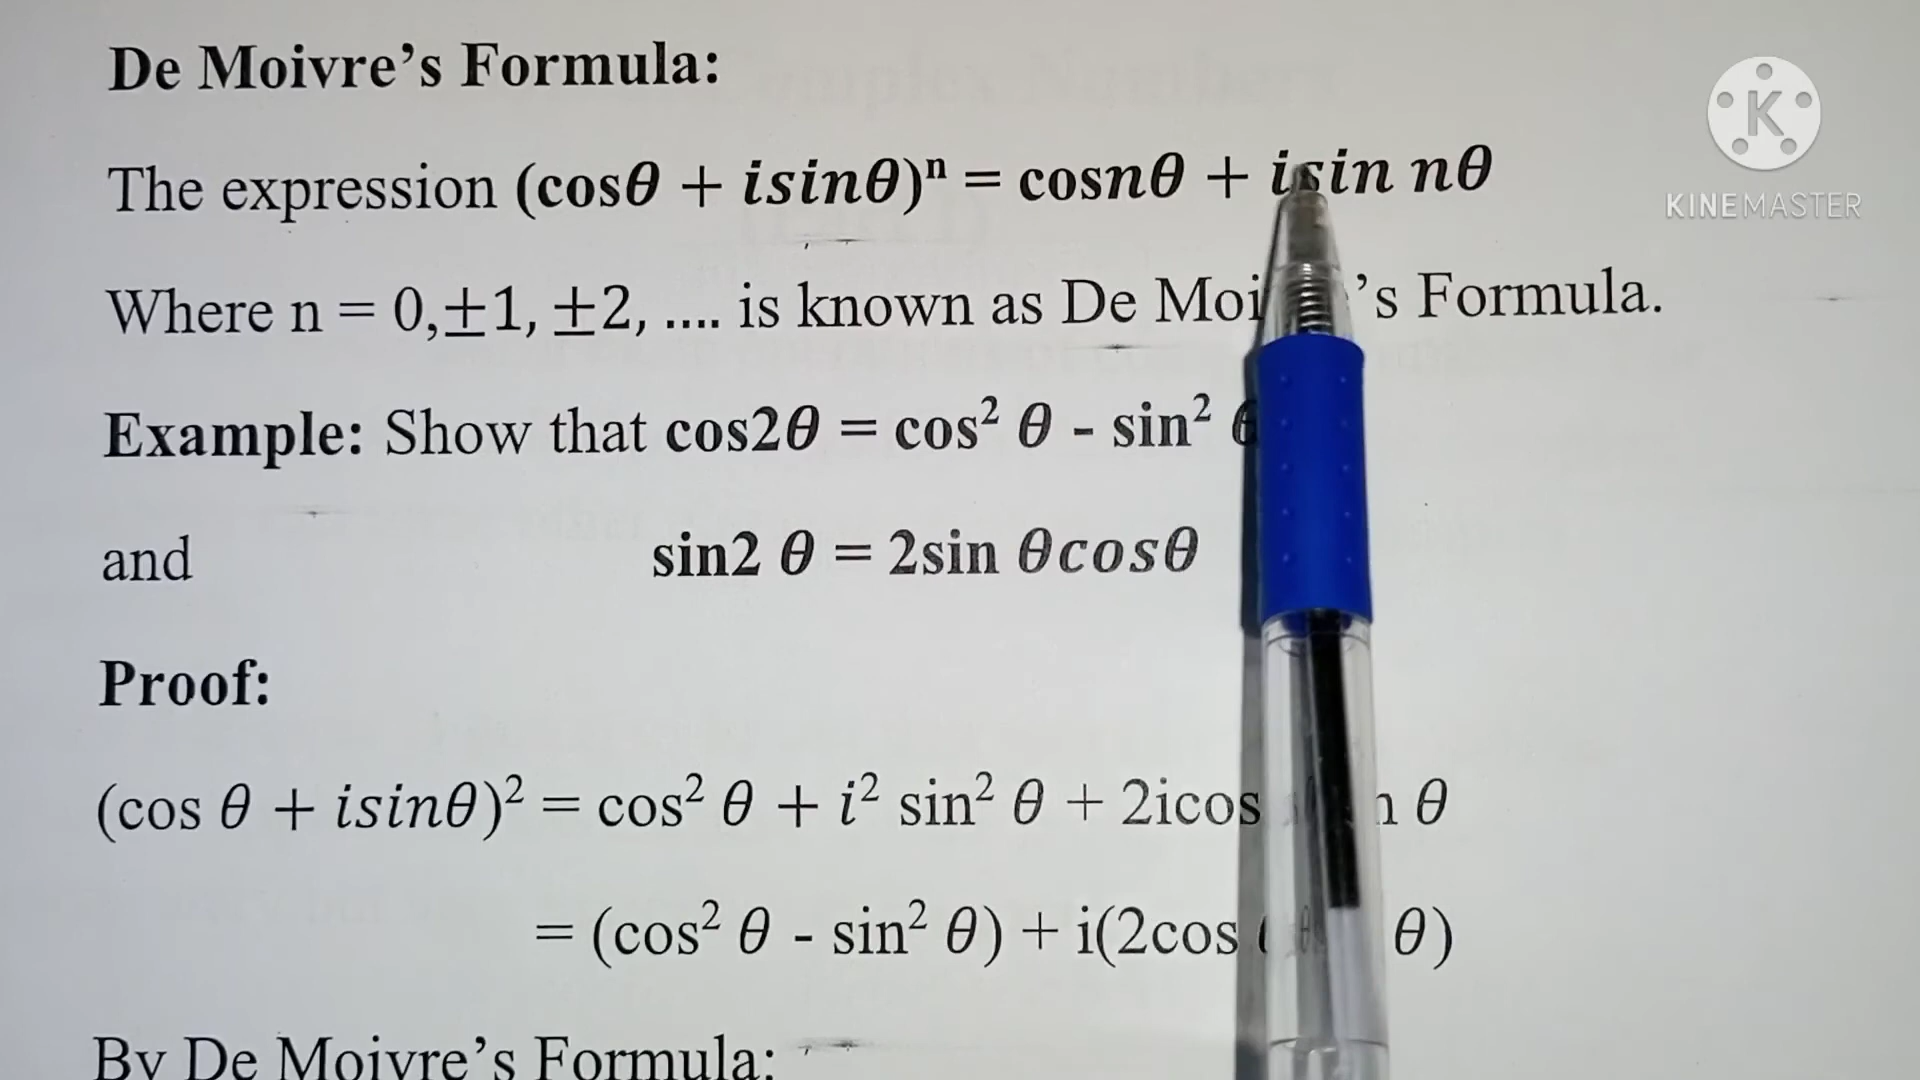 De Moivre’s Formula:
The expression (cosθ + isinθ)ⁿ = cosnθ + isin nθ
Where n = 0,±1, ±2, .... is known as De Moi ’s Formula.
Example: Show that cos2θ = cos² θ - sin² θ
and sin2 θ = 2sin θcosθ
Proof:
(cos θ + isinθ)² = cos² θ + i² sin² θ + 2icos θ
= (cos² θ - sin² θ) + i(2cos θ)
By De Moivre’s Formula:
K
KINEMASTER